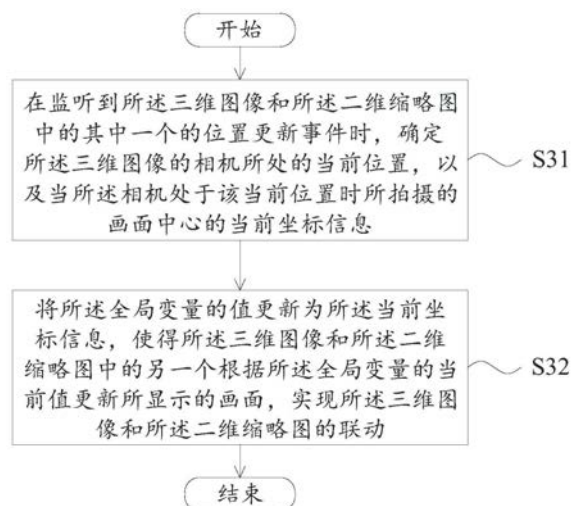 开始
在监听到所述三维图像和所述二维缩略图
中的其中一个的位置更新事件时，确定
所述三维图像的相机所处的当前位置，以
及当所述相机处于该当前位置时所拍摄的
画面中心的当前坐标信息
S31
将所述全局变量的值更新为所述当前坐
标信息，使得所述三维图像和所述二维
缩略图中的另一个根据所述全局变量的当
前值更新所显示的画面，实现所述三维图
像和所述二维缩略图的联动
S32
结束